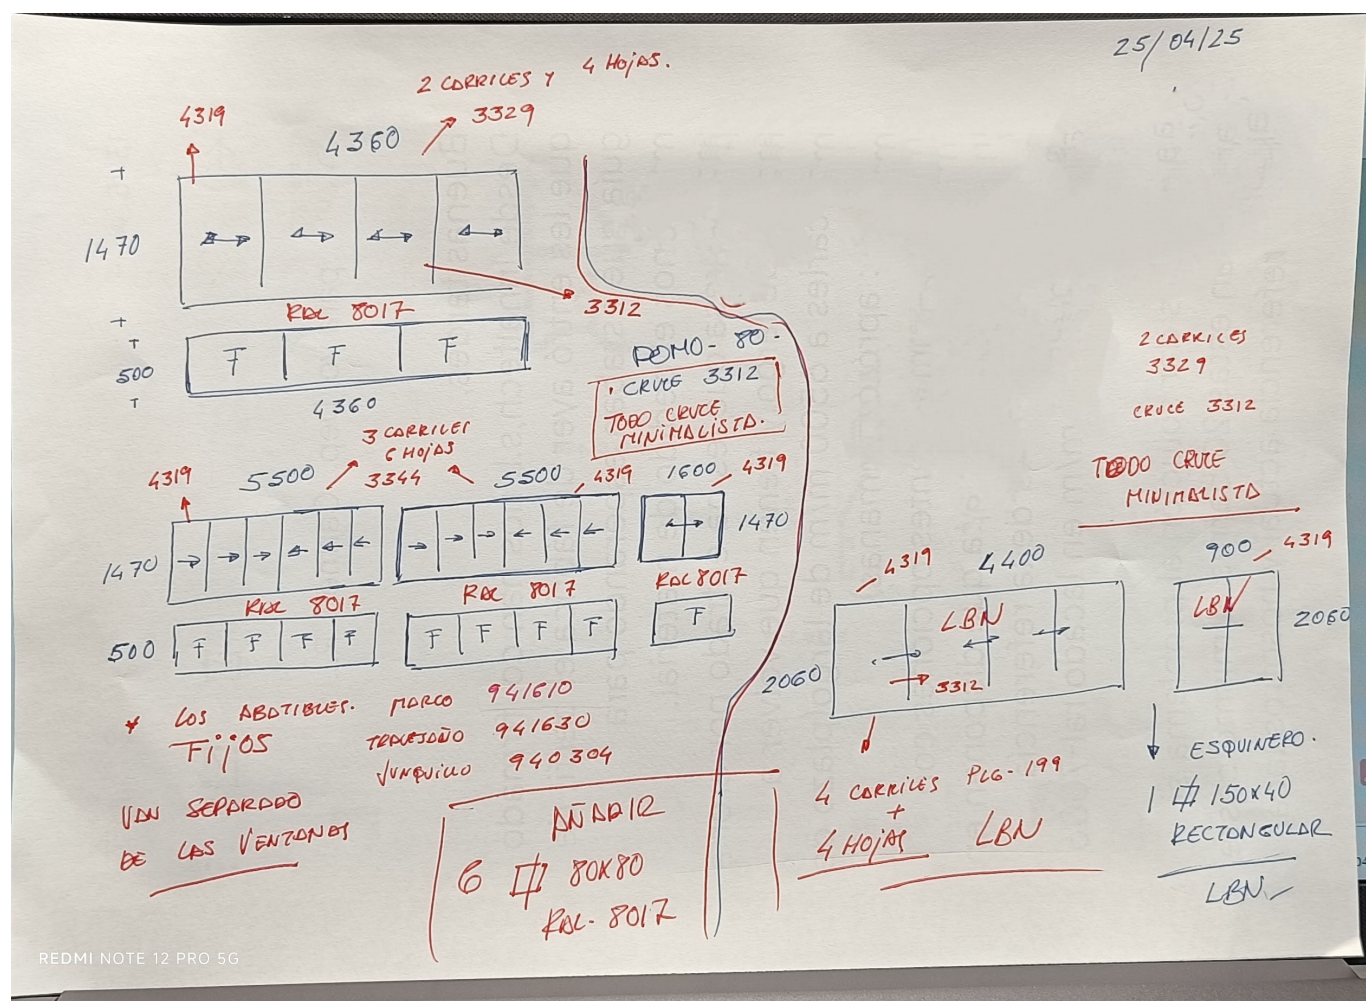 25/04/25
2 CARRILES Y 4 HOJAS.
4319
4360
3329
1470
3312
RAL 8017
F F F
500
4360
DOMO-80-
· CRUCE 3312
TODO CRUCE
MINIMALISTA.
3 CARRILES
6 HOJAS
4319
5500
3344
5500
4319
1600
4319
1470
1470
RAL 8017
RAL 8017
RAL 8017
500
F F F F
F F F F
F
* LOS ABATIBLES. MARCO 941610
FijOS
TRAVESAÑO 941630
JUNQUILLO 940304
VAN SEPARADO
DE LAS VENTANAS
AÑADIR
6 80X80
RAL-8017
2 CARRILES
3329
CRUCE 3312
TODO CRUCE
MINIMALISTA
4319
4400
900
4319
LBN
LBN
2060
2060
3312
4 CARRILES PLG-199
+
4 HOJAS
LBN
ESQUINERO.
1 150X40
RECTANGULAR
LBN
REDMI NOTE 12 PRO 5G